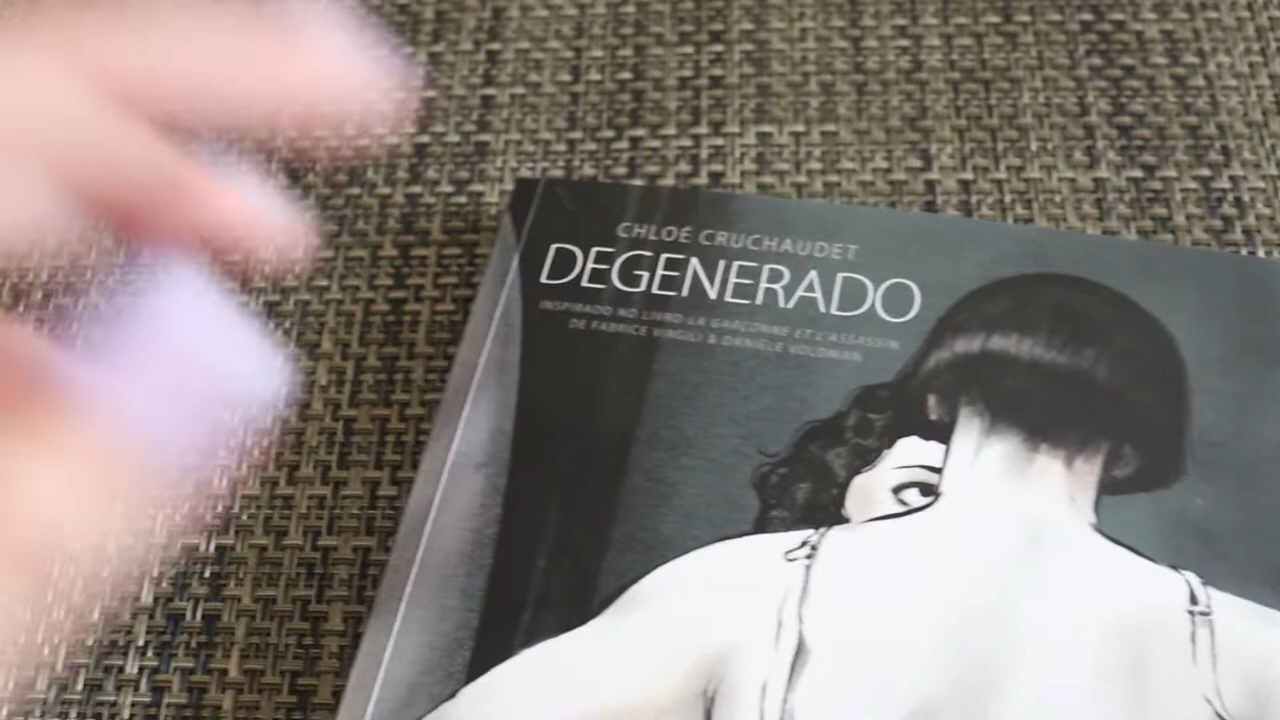 CHLOÉ CRUCHAUDET
DEGENERADO
INSPIRADO NO LIVRO LA GARÇONNE ET L'ASSASSIN
DE FABRICE VIRGILI & DANIÈLE VOLDMAN